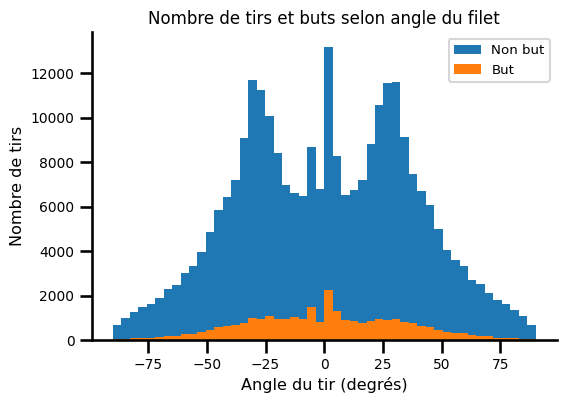 Nombre de tirs et buts selon angle du filet
Non but
But
Nombre de tirs
12000
10000
8000
6000
4000
2000
0
−75
−50
−25
0
25
50
75
Angle du tir (degrés)